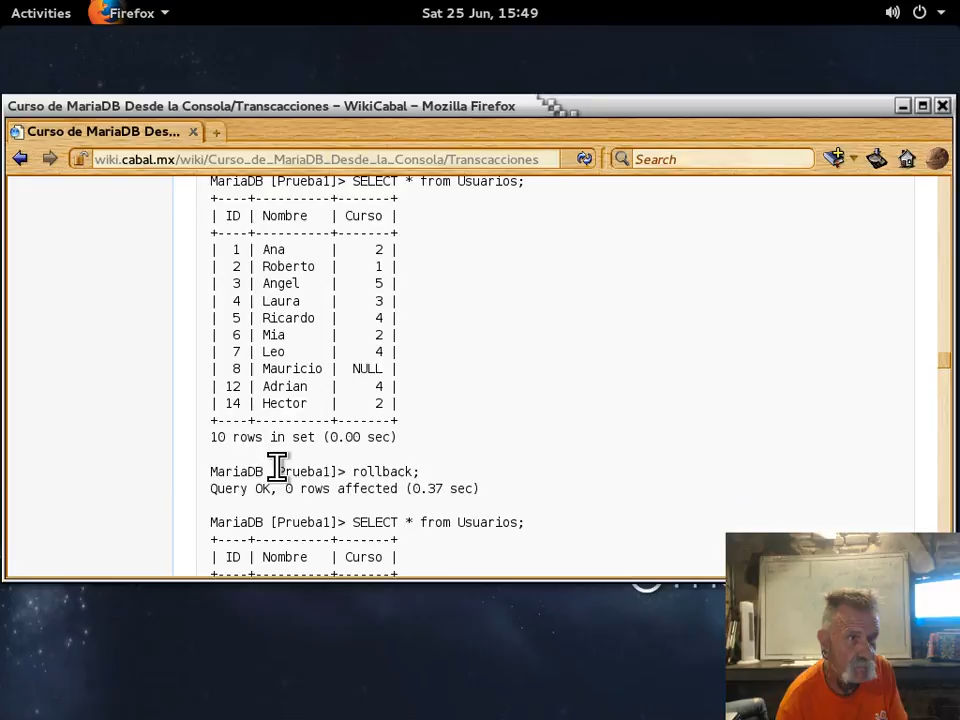 Activities
Firefox
Sat 25 Jun, 15:49
Curso de MariaDB Desde la Consola/Transcacciones – WikiCabal – Mozilla Firefox
Curso de MariaDB Des...
wiki.cabal.mx/wiki/Curso_de_MariaDB_Desde_la_Consola/Transcacciones
Search
MariaDB [Prueba1]> SELECT * from Usuarios;
+----+----------+-------+
| ID | Nombre   | Curso |
+----+----------+-------+
|  1 | Ana      |     2 |
|  2 | Roberto  |     1 |
|  3 | Angel    |     5 |
|  4 | Laura    |     3 |
|  5 | Ricardo  |     4 |
|  6 | Mia      |     2 |
|  7 | Leo      |     4 |
|  8 | Mauricio |  NULL |
| 12 | Adrian   |     4 |
| 14 | Hector   |     2 |
+----+----------+-------+
10 rows in set (0.00 sec)
MariaDB [Prueba1]> rollback;
Query OK, 0 rows affected (0.37 sec)
MariaDB [Prueba1]> SELECT * from Usuarios;
+----+----------+-------+
| ID | Nombre   | Curso |
+----+----------+-------+